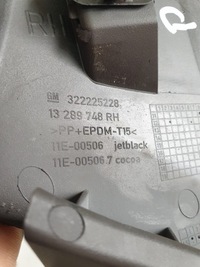 RH
GM 322225228
13 289 748 RH
>PP+EPDM-T15<
11E-00506 jetblack
11E-00506 7 cocoa